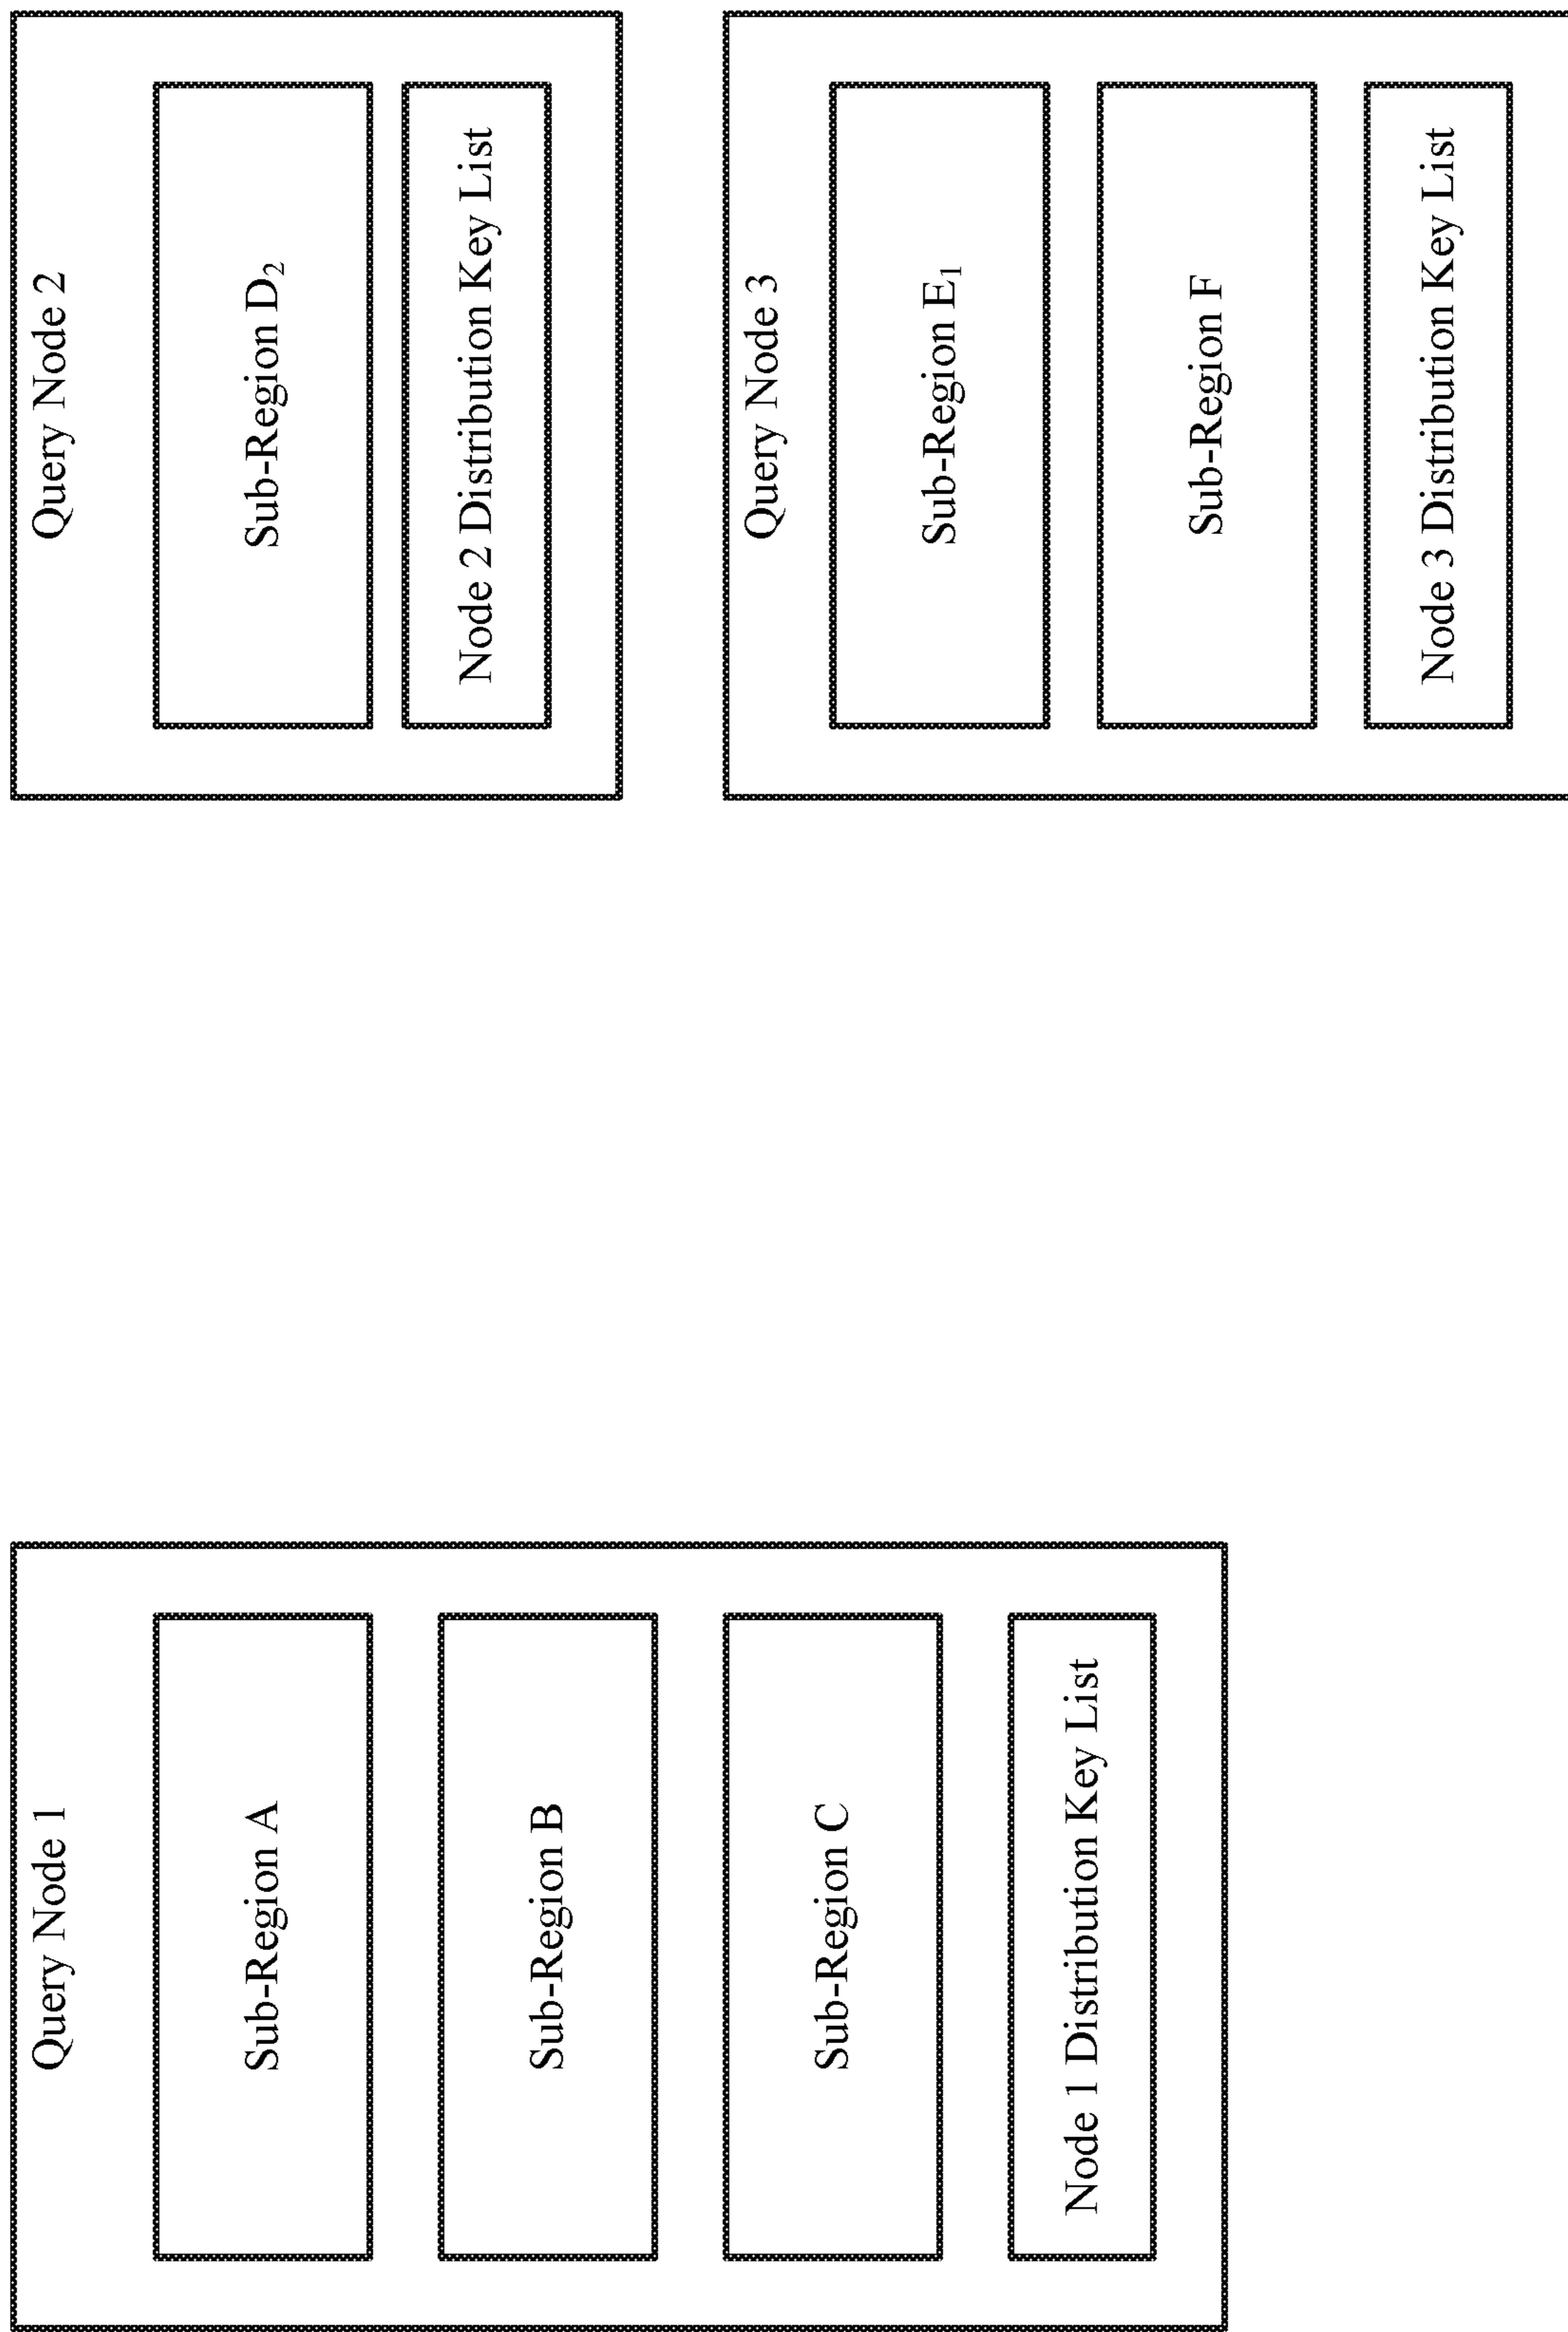 Query Node 1
Sub-Region A
Sub-Region B
Sub-Region C
Node 1 Distribution Key List
Query Node 2
Sub-Region D₂
Node 2 Distribution Key List
Query Node 3
Sub-Region E₁
Sub-Region F
Node 3 Distribution Key List